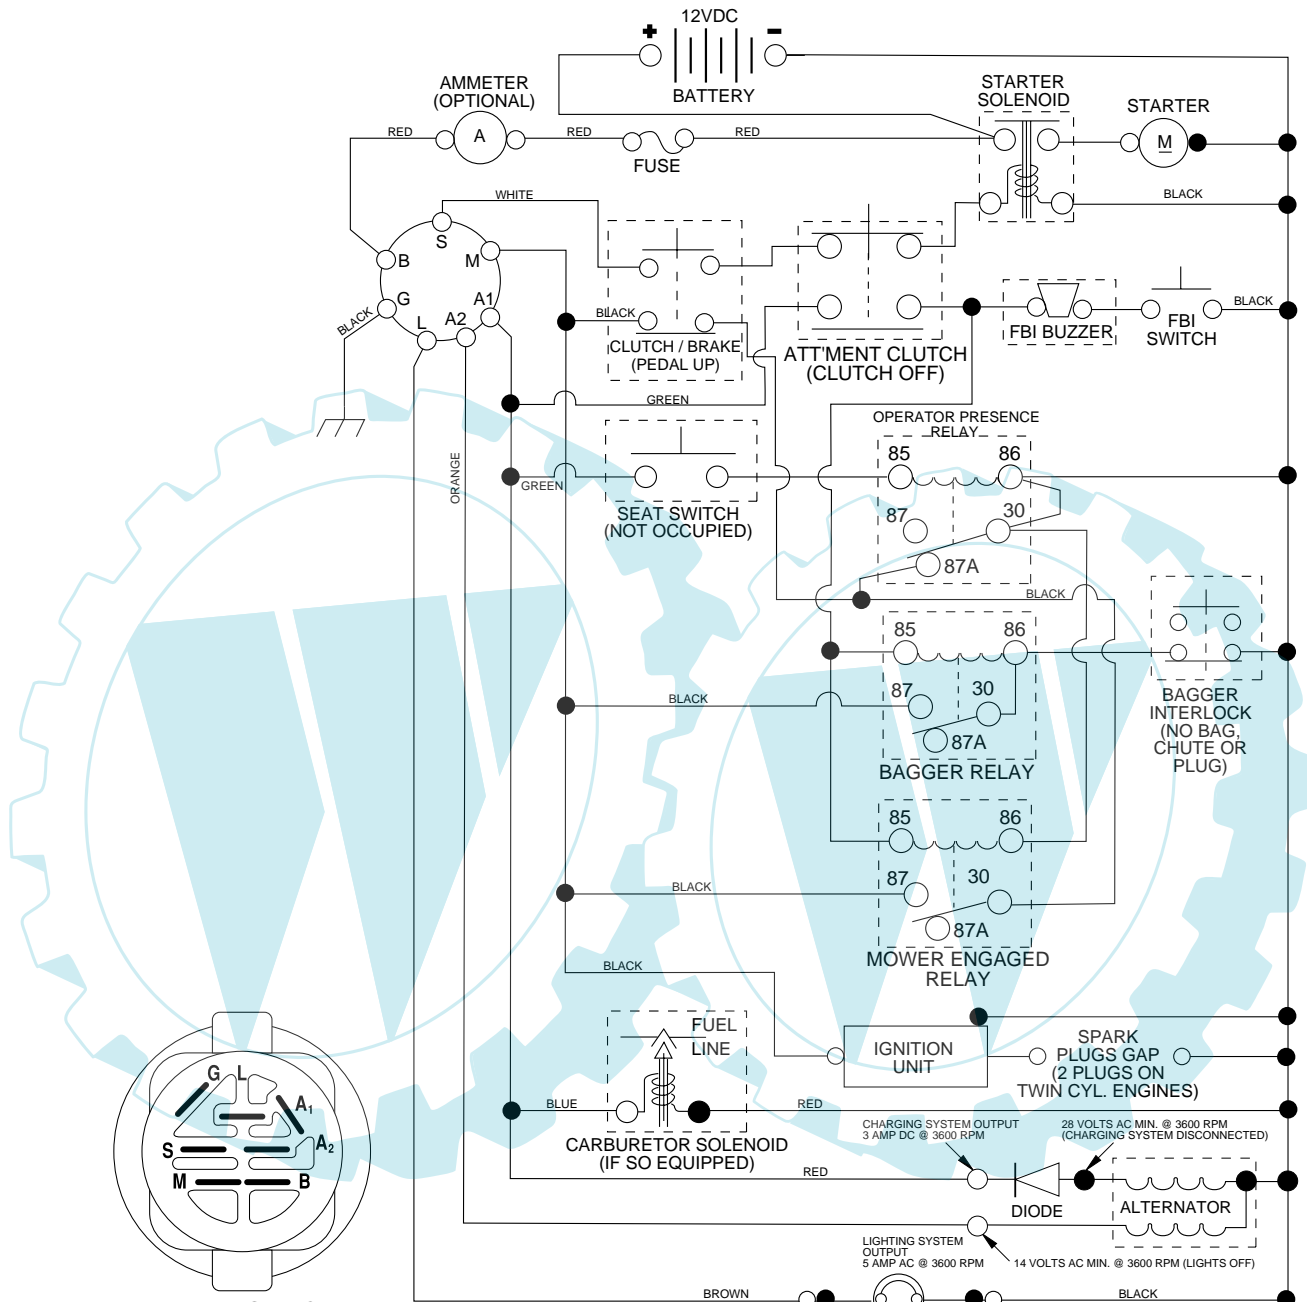 12VDC
+ -
BATTERY
AMMETER
(OPTIONAL)
STARTER
SOLENOID
STARTER
RED
A
RED
FUSE
RED
M
WHITE
BLACK
S
B
M
G
A1
L
A2
BLACK
BLACK
CLUTCH / BRAKE
(PEDAL UP)
ATT'MENT CLUTCH
(CLUTCH OFF)
FBI BUZZER
FBI
SWITCH
BLACK
GREEN
OPERATOR PRESENCE
RELAY
ORANGE
GREEN
85
86
SEAT SWITCH
(NOT OCCUPIED)
87
30
87A
BLACK
85
86
BLACK
87
30
87A
BAGGER RELAY
BAGGER
INTERLOCK
(NO BAG,
CHUTE OR
PLUG)
85
86
BLACK
87
30
87A
MOWER ENGAGED
RELAY
BLACK
FUEL
LINE
IGNITION
UNIT
SPARK
PLUGS GAP
(2 PLUGS ON
TWIN CYL. ENGINES)
BLUE
RED
CARBURETOR SOLENOID
(IF SO EQUIPPED)
CHARGING SYSTEM OUTPUT
3 AMP DC @ 3600 RPM
28 VOLTS AC MIN. @ 3600 RPM
(CHARGING SYSTEM DISCONNECTED)
RED
DIODE
ALTERNATOR
LIGHTING SYSTEM
OUTPUT
5 AMP AC @ 3600 RPM
14 VOLTS AC MIN. @ 3600 RPM (LIGHTS OFF)
BROWN
BLACK
G L
A1
S
A2
M
B